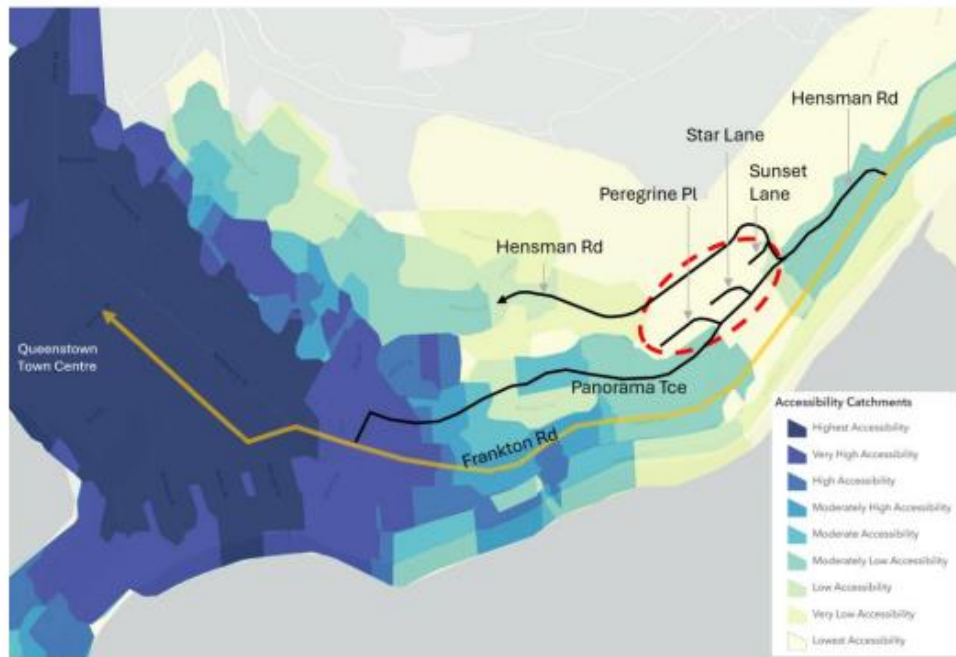 Hensman Rd
Star Lane
Sunset
Lane
Peregrine Pl
Hensman Rd
Queenstown
Town Centre
Panorama Tce
Frankton Rd
Accessibility Catchments
Highest Accessibility
Very High Accessibility
High Accessibility
Moderately High Accessibility
Moderate Accessibility
Moderately Low Accessibility
Low Accessibility
Very Low Accessibility
Lowest Accessibility